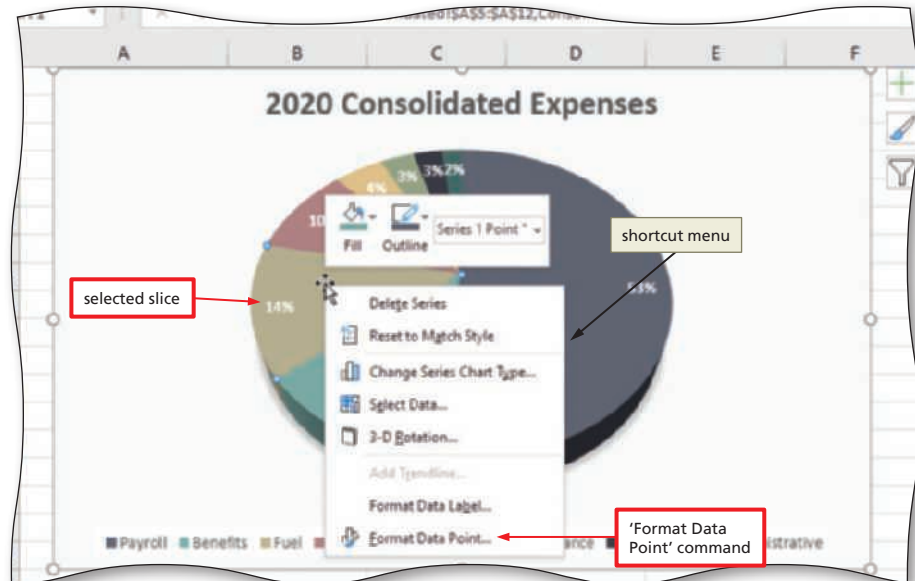 A B C D E F
2020 Consolidated Expenses
4% 3% 3% 2%
10
Fill Outline Series 1 Point "
shortcut menu
53%
selected slice
14%
Delete Series
Reset to Match Style
Change Series Chart Type...
Select Data...
3-D Rotation...
Add Trendline...
Format Data Label...
Format Data Point...
'Format Data
Point' command
Payroll Benefits Fuel